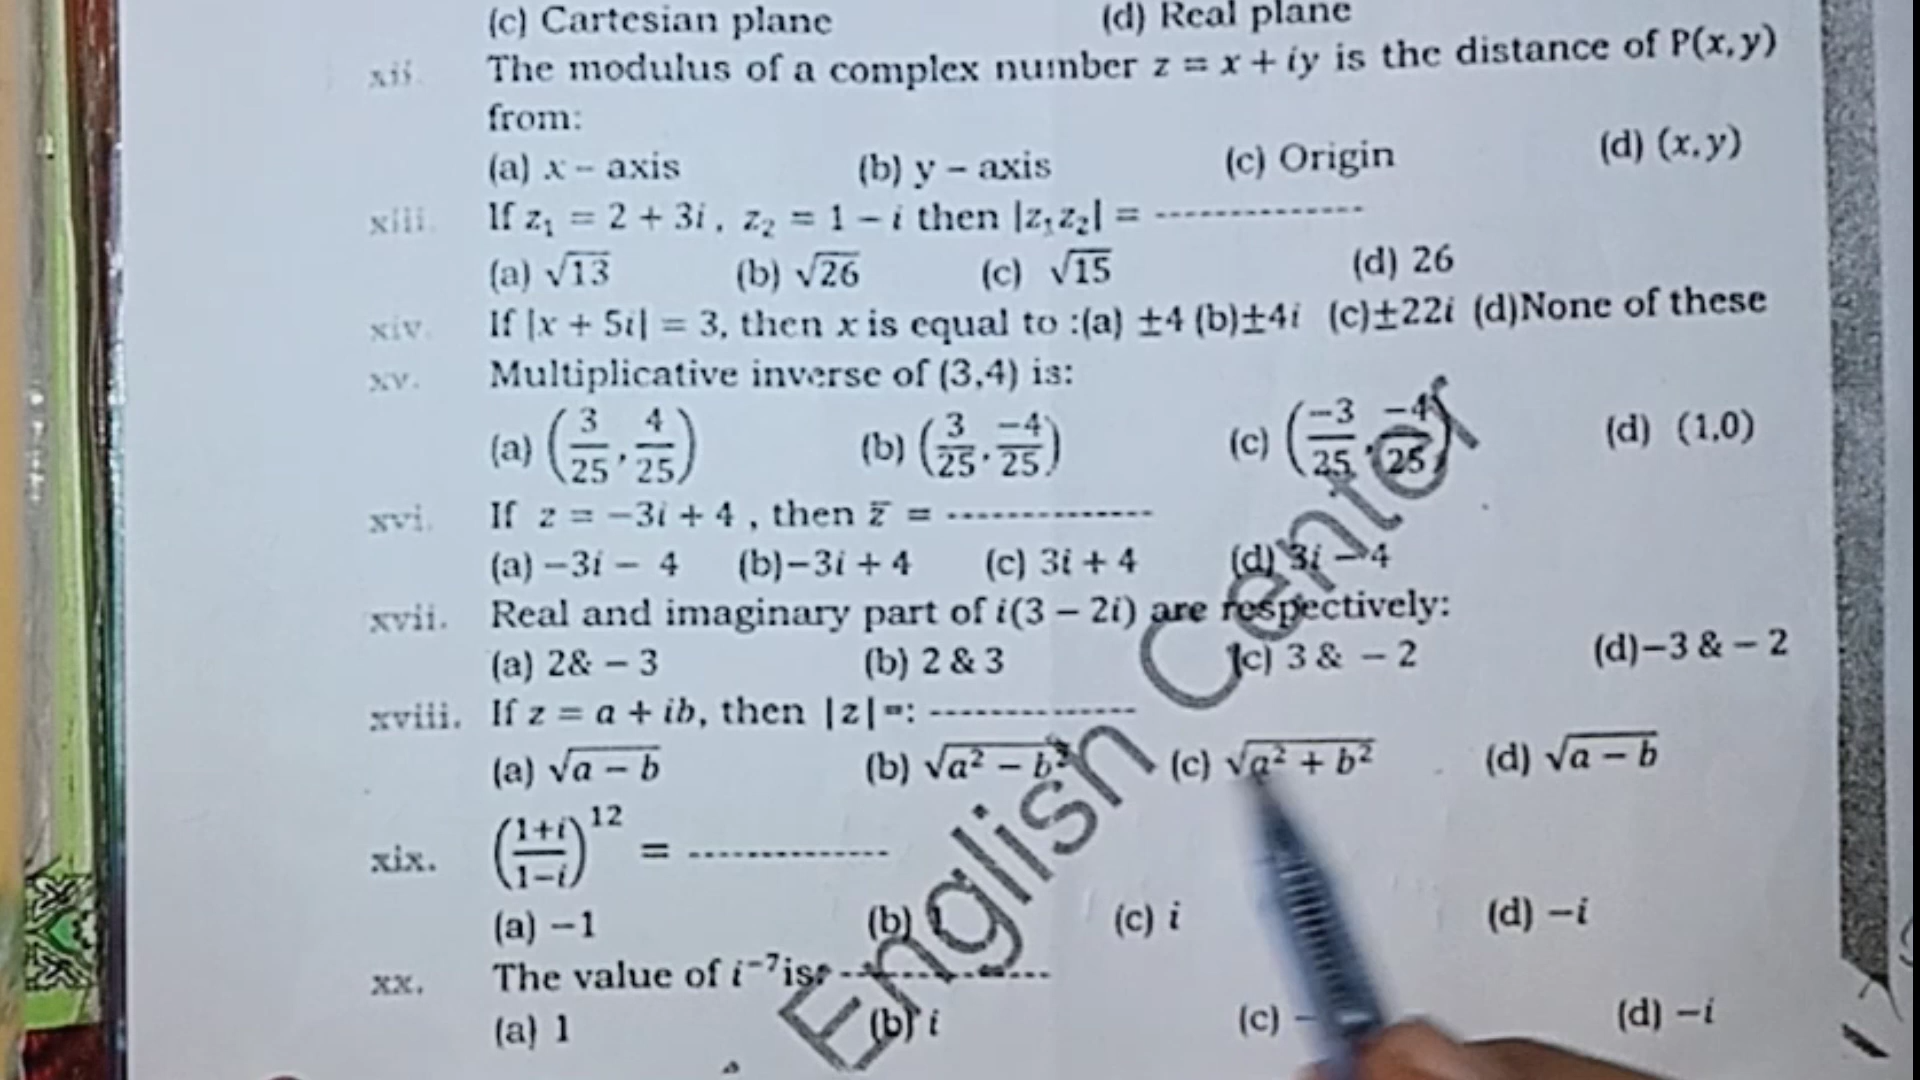 (c) Cartesian plane (d) Real plane
xii. The modulus of a complex number z = x + iy is the distance of P(x, y)
from:
(a) x – axis (b) y – axis (c) Origin (d) (x, y)
xiii. If z₁ = 2 + 3i , z₂ = 1 – i then |z₁z₂| = --------------
(a) √13 (b) √26 (c) √15 (d) 26
xiv. If |x + 5i| = 3, then x is equal to :(a) ±4 (b)±4i (c)±22i (d)None of these
xv. Multiplicative inverse of (3,4) is:
(a) (3/25, 4/25) (b) (3/25, −4/25) (c) (−3/25, −4/25) (d) (1,0)
xvi. If z = −3i + 4 , then z̅ = --------------
(a) −3i − 4 (b)−3i + 4 (c) 3i + 4 (d) 3i − 4
xvii. Real and imaginary part of i(3 − 2i) are respectively:
(a) 2& − 3 (b) 2 & 3 (c) 3 & − 2 (d)−3 & − 2
xviii. If z = a + ib, then |z|=: --------------
(a) √(a − b) (b) √(a² − b²) (c) √(a² + b²) (d) √(a − b)
xix. ((1+i)/(1−i))¹² = --------------
(a) −1 (b) 1 (c) i (d) −i
xx. The value of i⁻⁷is: --------------
(a) 1 (b) i (c) − (d) −i
English Center